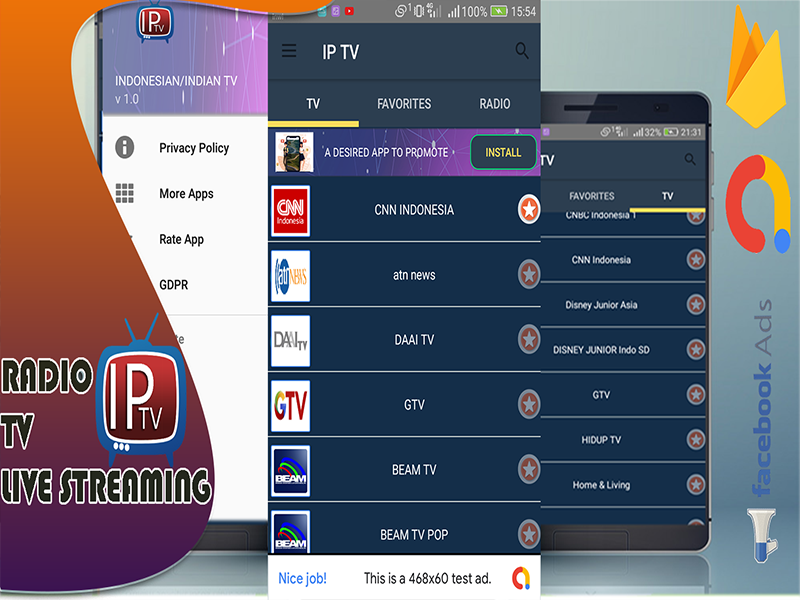 IP
TV
INDONESIAN/INDIAN TV
v 1.0
Privacy Policy
More Apps
Rate App
GDPR
RADIO
TV
LIVE STREAMING
IP
TV
100% 15:54
IP TV
TV FAVORITES RADIO
A DESIRED APP TO PROMOTE INSTALL
CNN Indonesia
CNN INDONESIA
atn NEWS
atn news
DAAI TV
DAAI TV
GTV
GTV
BEAM
BEAM TV
BEAM
BEAM TV POP
Nice job! This is a 468x60 test ad.
32% 21:31
TV
FAVORITES TV
CNBC Indonesia 1
CNN Indonesia
Disney Junior Asia
DISNEY JUNIOR Indo SD
GTV
HIDUP TV
Home & Living
facebook Ads